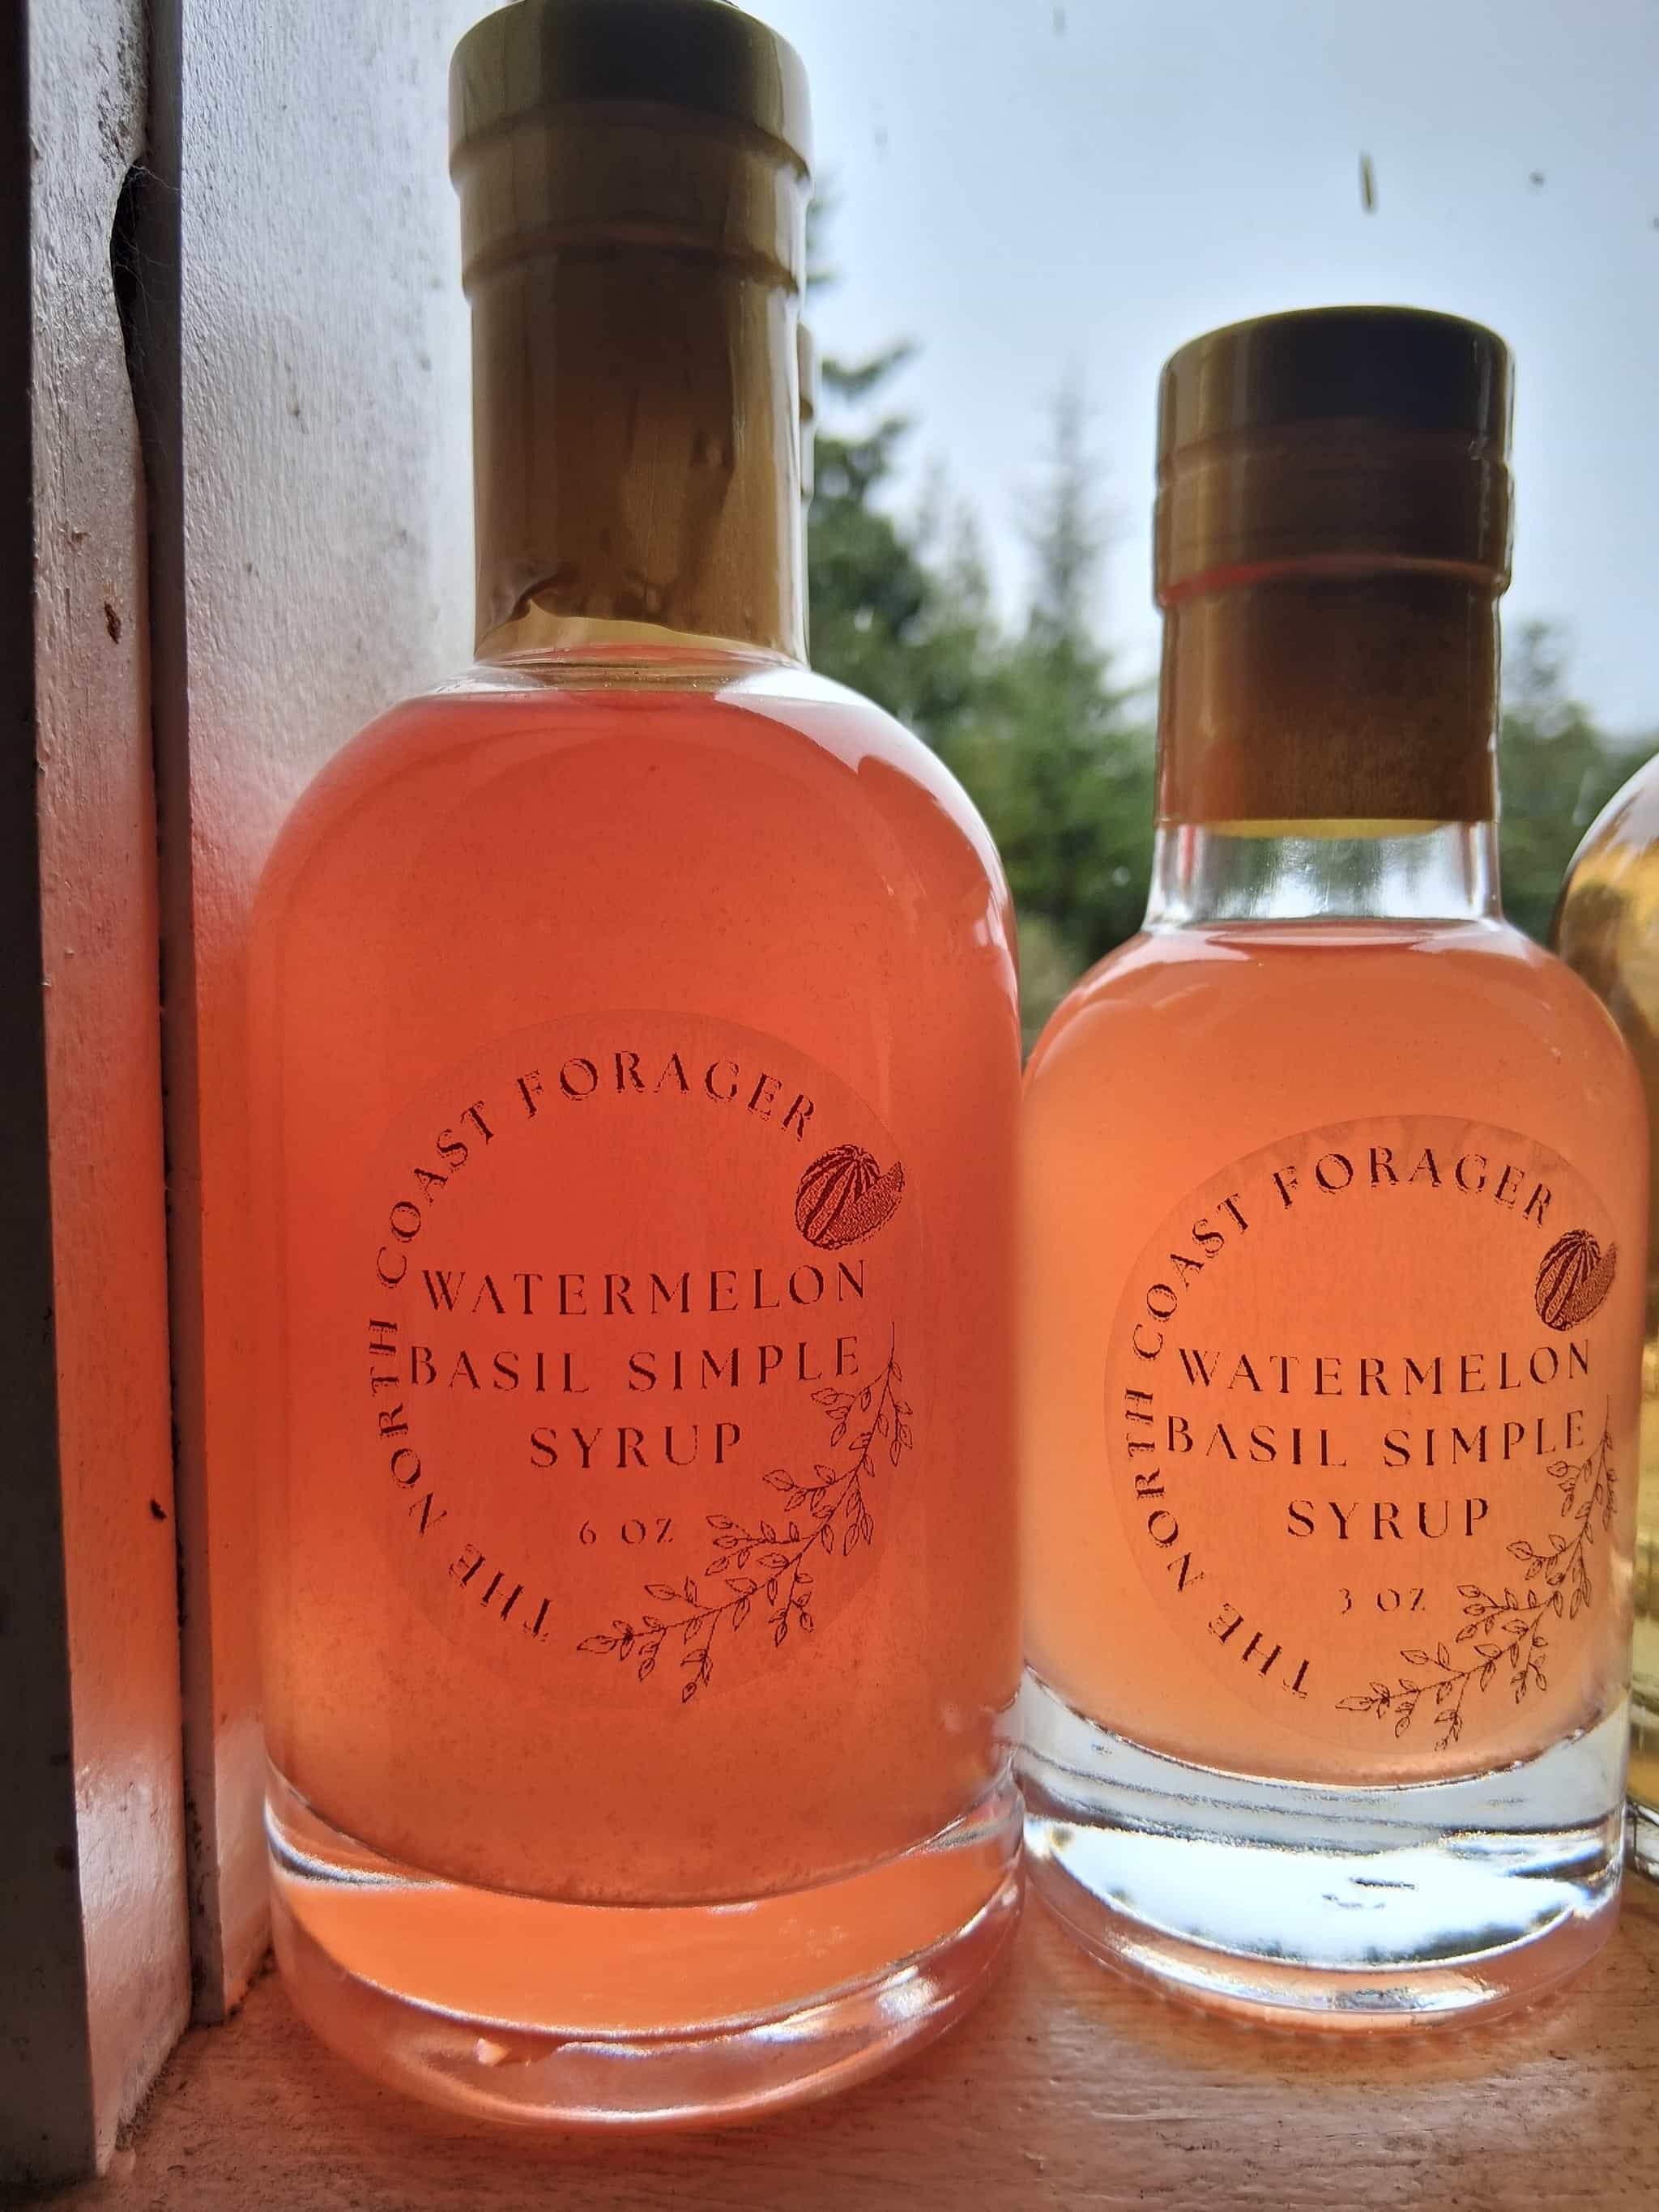 THE NORTH COAST FORAGER
WATERMELON
BASIL SIMPLE
SYRUP
6 OZ
THE NORTH COAST FORAGER
WATERMELON
BASIL SIMPLE
SYRUP
3 OZ